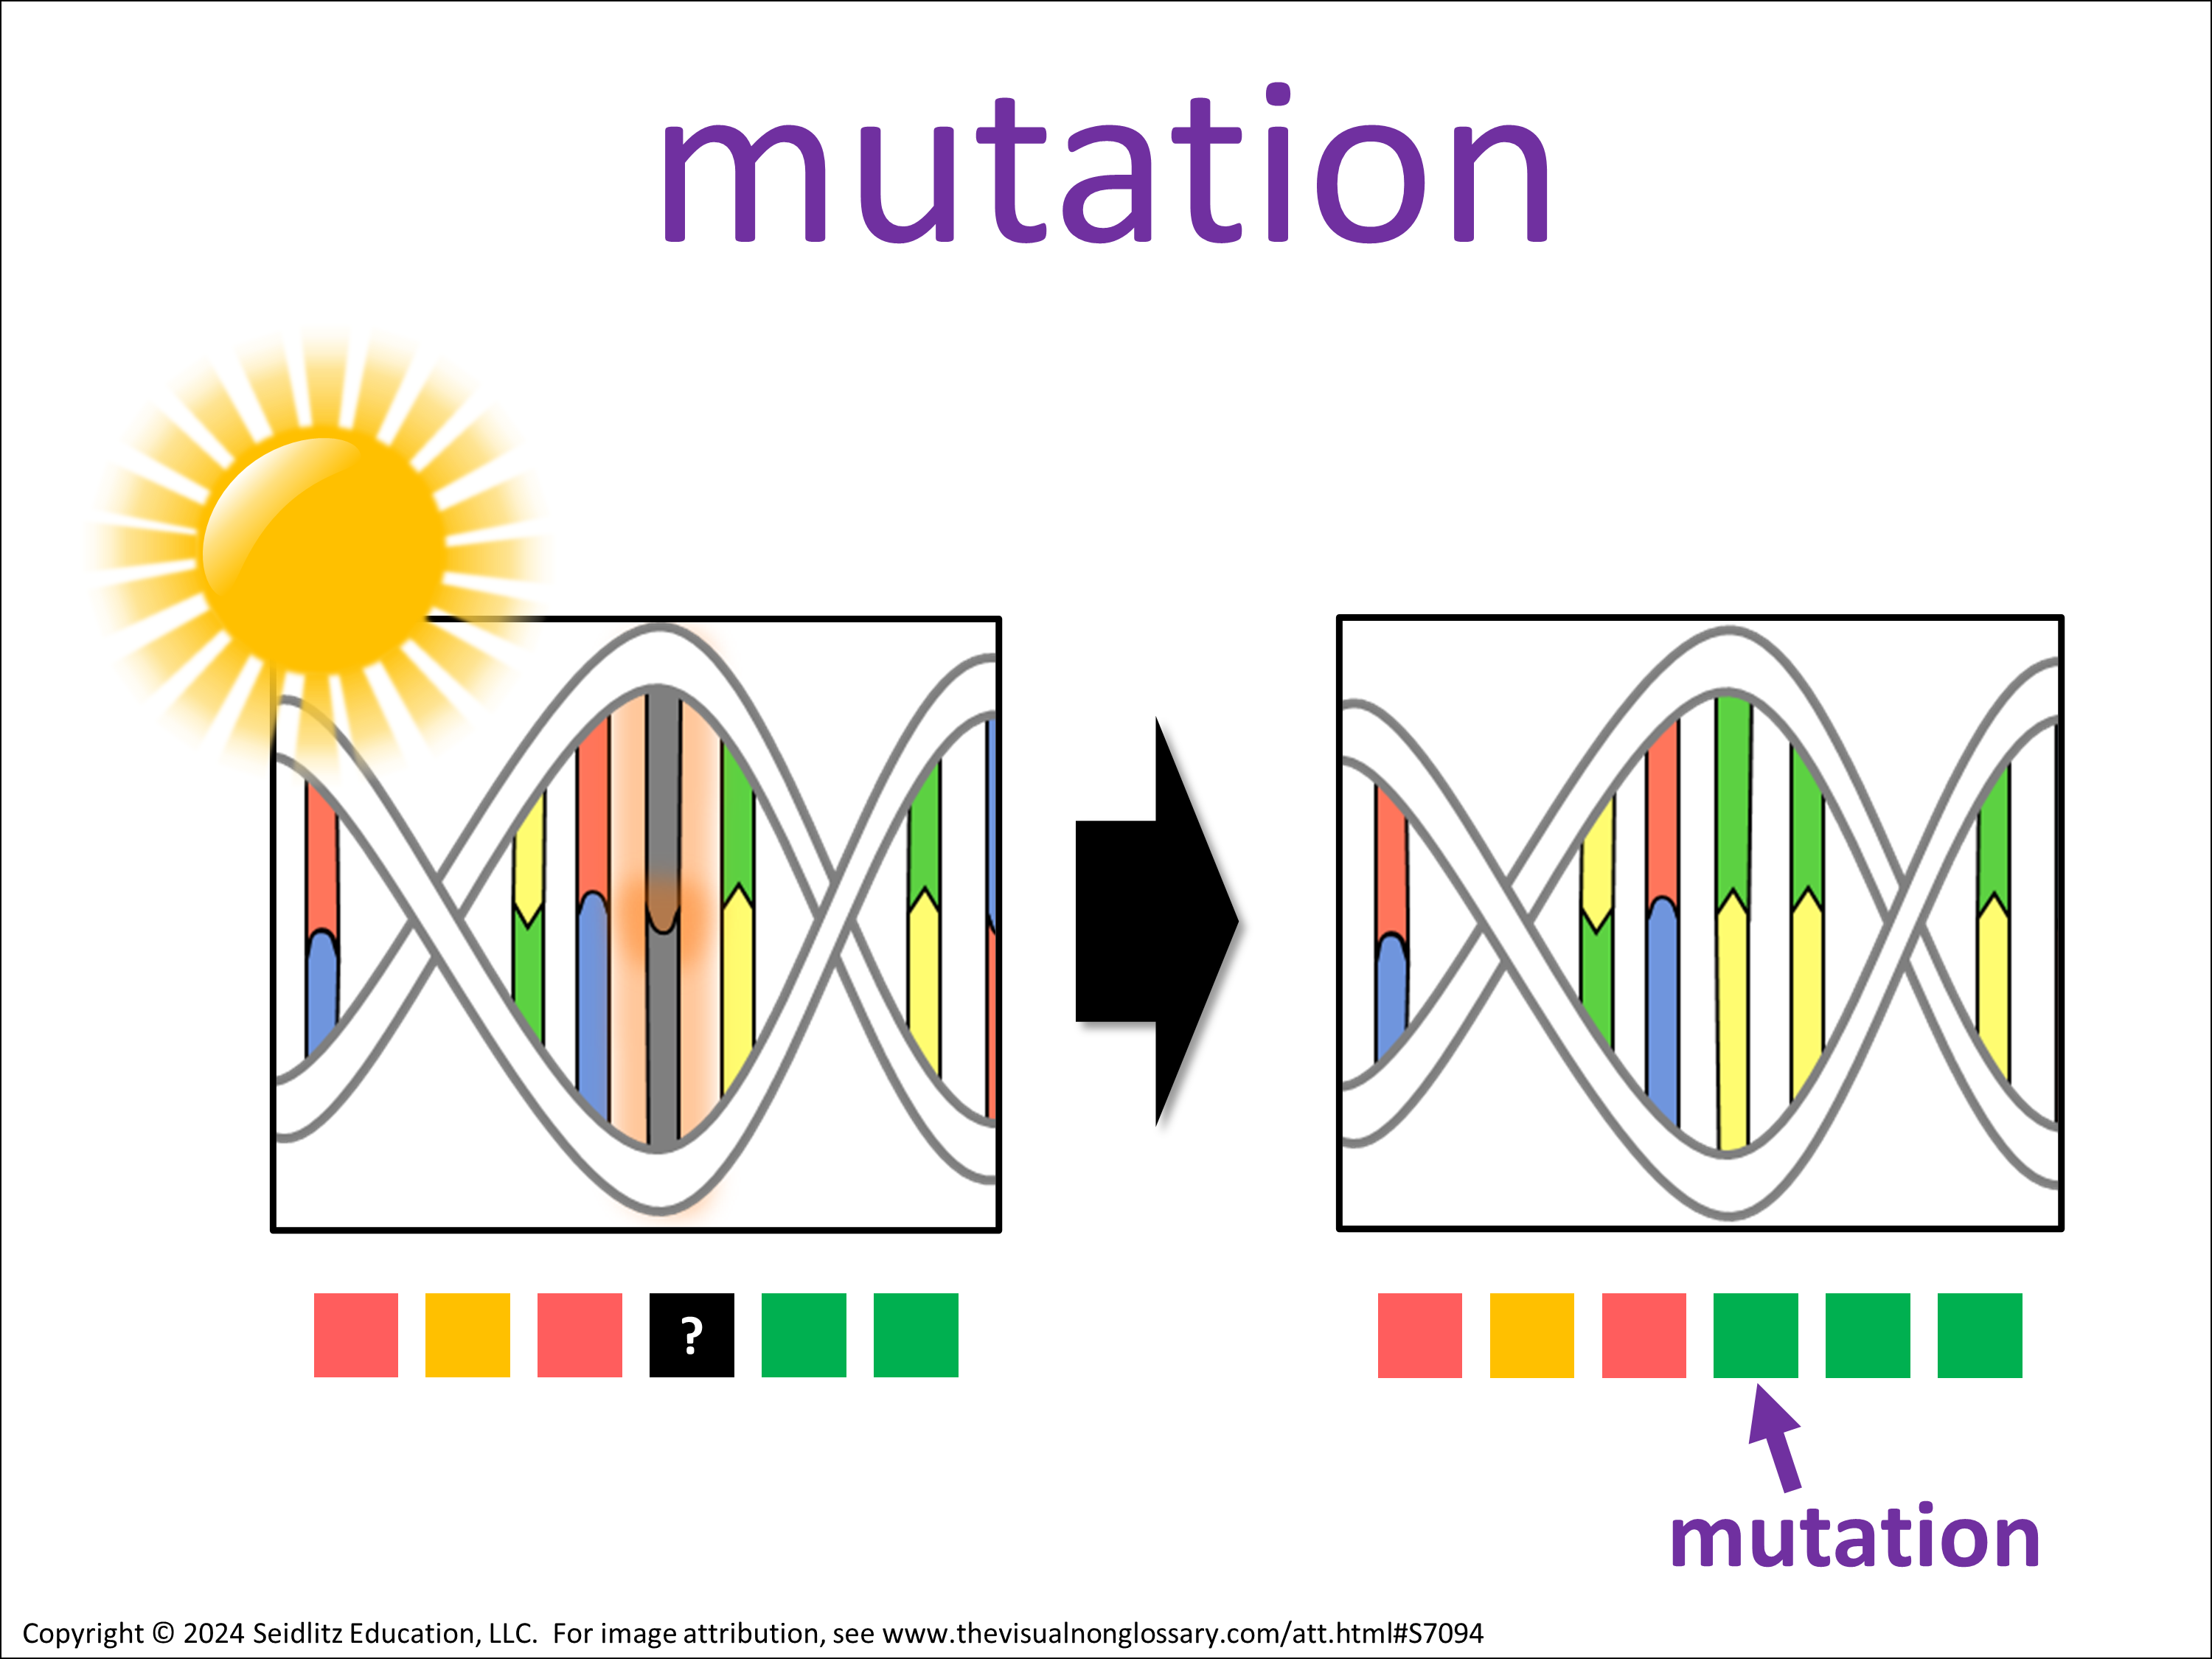 mutation
?
mutation
Copyright © 2024 Seidlitz Education, LLC.  For image attribution, see www.thevisualnonglossary.com/att.html#S7094